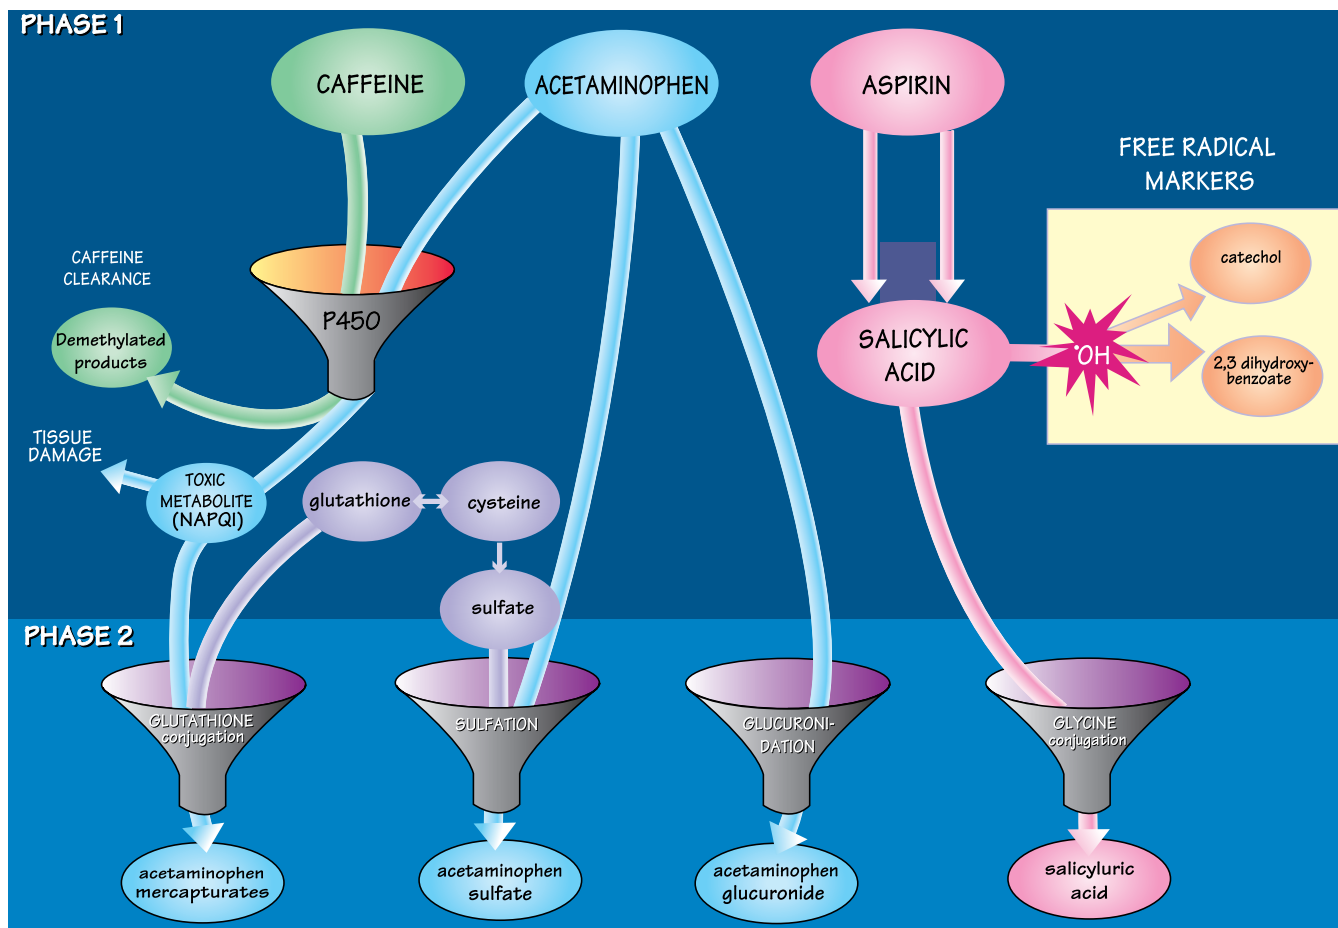 PHASE 1
CAFFEINE
ACETAMINOPHEN
ASPIRIN
FREE RADICAL
MARKERS
CAFFEINE
CLEARANCE
P450
Demethylated
products
SALICYLIC
ACID
•OH
catechol
2,3 dihydroxy-
benzoate
TISSUE
DAMAGE
TOXIC
METABOLITE
(NAPQI)
glutathione
cysteine
sulfate
PHASE 2
GLUTATHIONE
conjugation
SULFATION
GLUCURONI-
DATION
GLYCINE
conjugation
acetaminophen
mercapturates
acetaminophen
sulfate
acetaminophen
glucuronide
salicyluric
acid